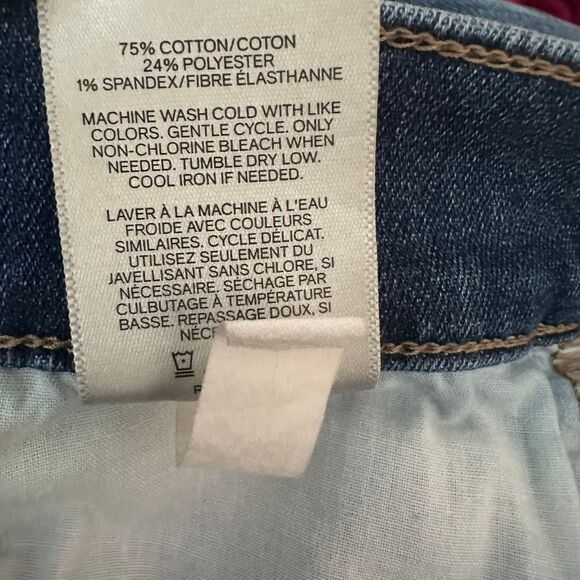 75% COTTON/COTON
24% POLYESTER
1% SPANDEX/FIBRE ÉLASTHANNE
MACHINE WASH COLD WITH LIKE
COLORS. GENTLE CYCLE. ONLY
NON-CHLORINE BLEACH WHEN
NEEDED. TUMBLE DRY LOW.
COOL IRON IF NEEDED.
LAVER À LA MACHINE À L'EAU
FROIDE AVEC COULEURS
SIMILAIRES. CYCLE DÉLICAT.
UTILISEZ SEULEMENT DU
JAVELLISANT SANS CHLORE, SI
NÉCESSAIRE. SÉCHAGE PAR
CULBUTAGE À TEMPÉRATURE
BASSE. REPASSAGE DOUX, SI